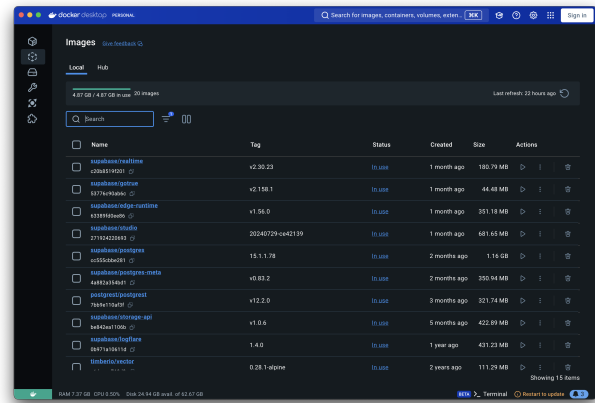 docker desktop PERSONAL
Search for images, containers, volumes, exten... ⌘K
Sign in
Images Give feedback
Local Hub
4.87 GB / 4.87 GB in use 20 images
Last refresh: 22 hours ago
Search
1
Name Tag Status Created Size Actions
supabase/realtime
c20b8519f201
v2.30.23 In use 1 month ago 180.79 MB
supabase/gotrue
53776c90ab6c
v2.158.1 In use 1 month ago 44.48 MB
supabase/edge-runtime
63389fd0ee86
v1.56.0 In use 1 month ago 351.18 MB
supabase/studio
271924220693
20240729-ce42139 In use 1 month ago 681.65 MB
supabase/postgres
cc555cbbe281
15.1.1.78 In use 2 months ago 1.16 GB
supabase/postgres-meta
4a882a354bd1
v0.83.2 In use 2 months ago 350.94 MB
postgrest/postgrest
7bb9e110af3f
v12.2.0 In use 3 months ago 321.74 MB
supabase/storage-api
be842ea1106b
v1.0.6 In use 5 months ago 422.89 MB
supabase/logflare
0b971a10611d
1.4.0 In use 1 year ago 431.23 MB
timberio/vector
0.28.1-alpine In use 2 years ago 111.29 MB
Showing 15 items
RAM 7.37 GB CPU 0.50% Disk 24.94 GB avail. of 62.67 GB
BETA Terminal Restart to update 3